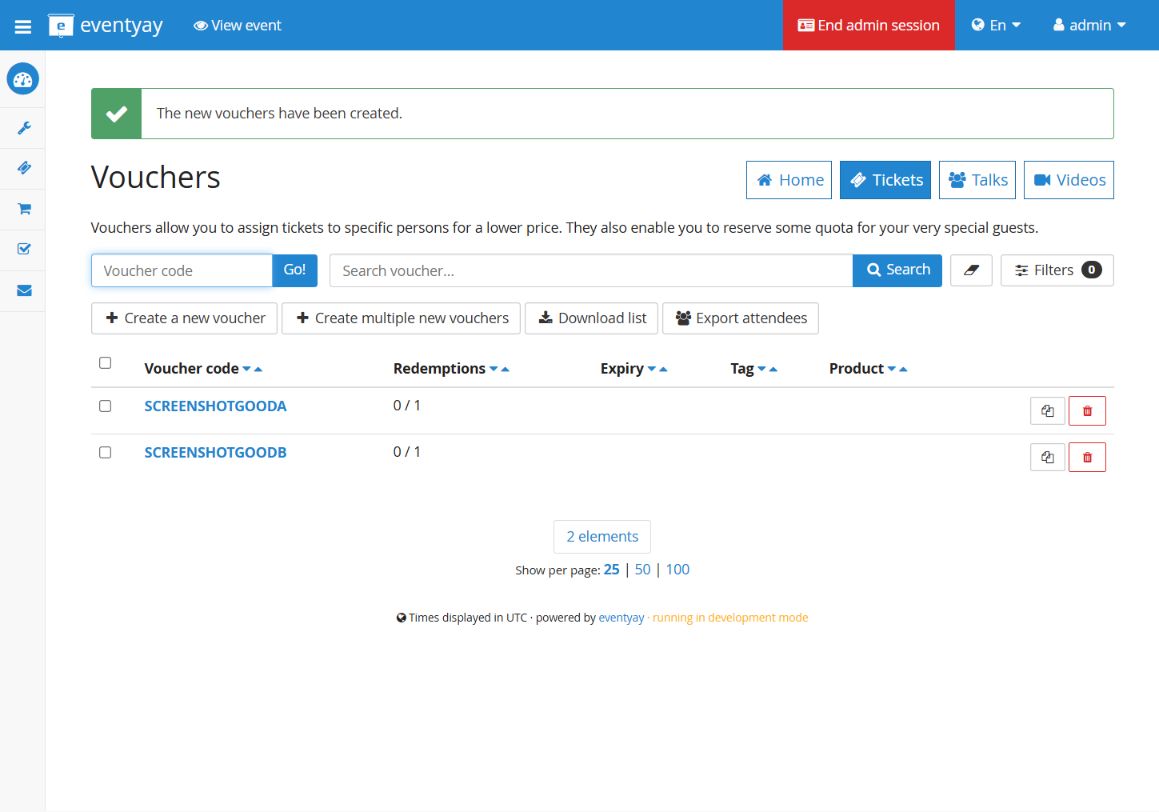 eventyay View event End admin session En admin
The new vouchers have been created.
Vouchers Home Tickets Talks Videos
Vouchers allow you to assign tickets to specific persons for a lower price. They also enable you to reserve some quota for your very special guests.
Voucher code Go! Search voucher... Search Filters 0
Create a new voucher Create multiple new vouchers Download list Export attendees
Voucher code Redemptions Expiry Tag Product
SCREENSHOTGOODA 0 / 1
SCREENSHOTGOODB 0 / 1
2 elements
Show per page: 25 | 50 | 100
Times displayed in UTC · powered by eventyay · running in development mode